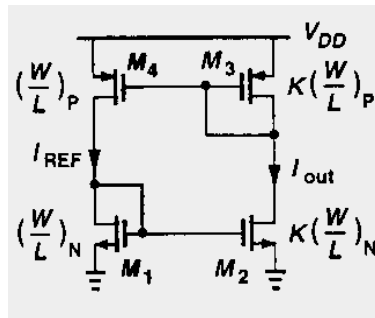 V_DD
M_4 M_3
(W/L)_P K(W/L)_P
I_REF I_out
(W/L)_N K(W/L)_N
M_1 M_2